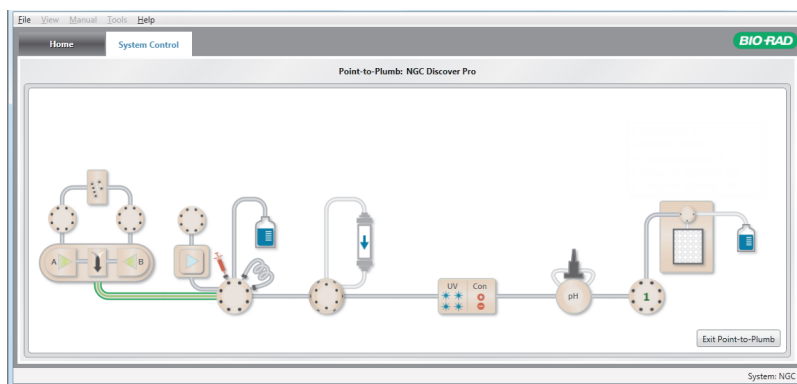 File View Manual Tools Help
Home System Control BIO-RAD
Point-to-Plumb: NGC Discover Pro
A B
UV Con
pH 1
Exit Point-to-Plumb
System: NGC